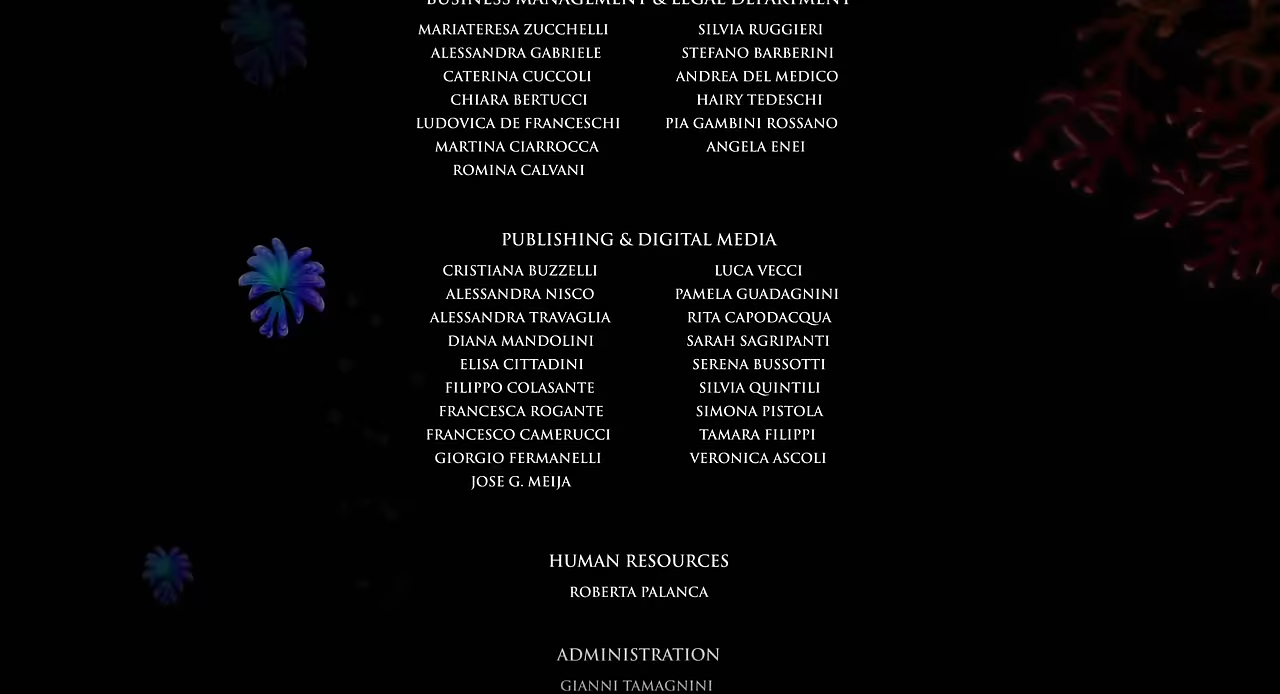 BUSINESS MANAGEMENT & LEGAL DEPARTMENT
MARIATERESA ZUCCHELLI SILVIA RUGGIERI
ALESSANDRA GABRIELE STEFANO BARBERINI
CATERINA CUCCOLI ANDREA DEL MEDICO
CHIARA BERTUCCI HAIRY TEDESCHI
LUDOVICA DE FRANCESCHI PIA GAMBINI ROSSANO
MARTINA CIARROCCA ANGELA ENEI
ROMINA CALVANI
PUBLISHING & DIGITAL MEDIA
CRISTIANA BUZZELLI LUCA VECCI
ALESSANDRA NISCO PAMELA GUADAGNINI
ALESSANDRA TRAVAGLIA RITA CAPODACQUA
DIANA MANDOLINI SARAH SAGRIPANTI
ELISA CITTADINI SERENA BUSSOTTI
FILIPPO COLASANTE SILVIA QUINTILI
FRANCESCA ROGANTE SIMONA PISTOLA
FRANCESCO CAMERUCCI TAMARA FILIPPI
GIORGIO FERMANELLI VERONICA ASCOLI
JOSE G. MEIJA
HUMAN RESOURCES
ROBERTA PALANCA
ADMINISTRATION
GIANNI TAMAGNINI